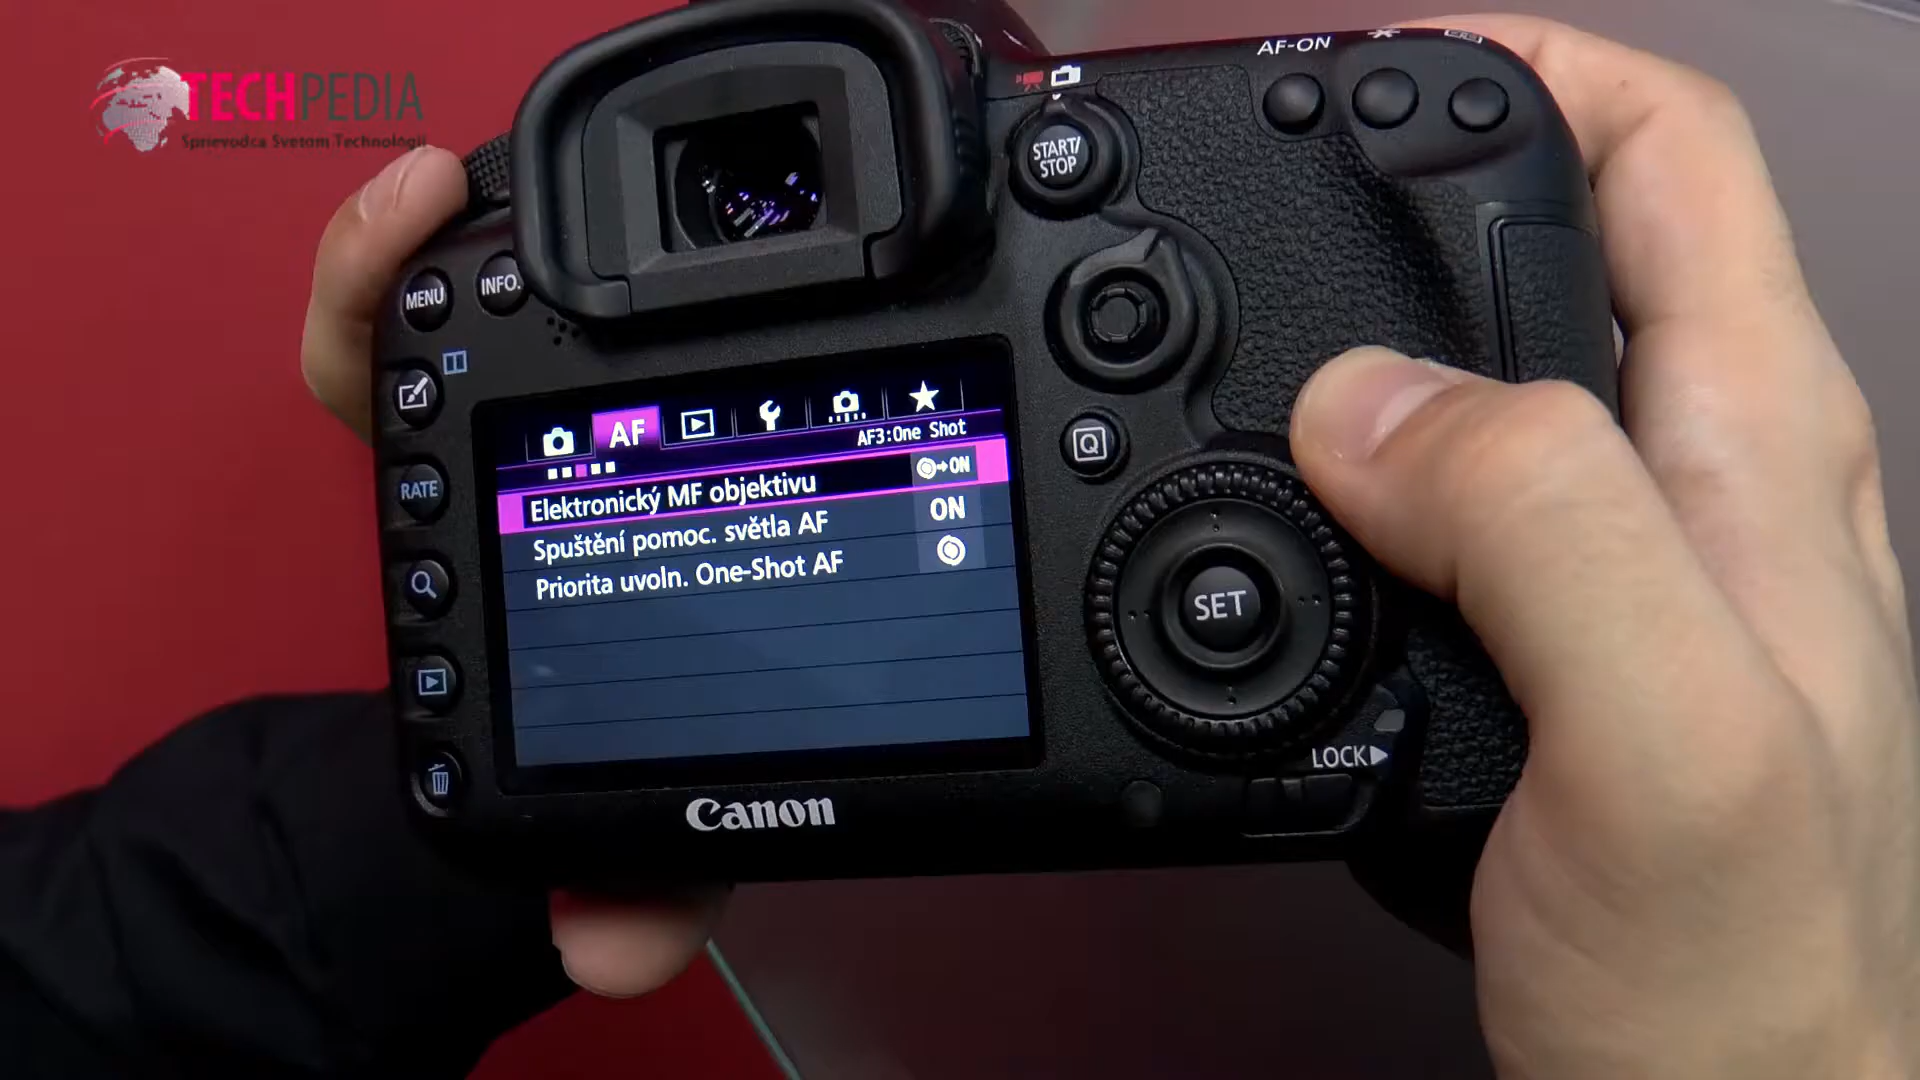 TECHPEDIA
Sprievodca Svetom Technológií
AF-ON
START/
STOP
MENU
INFO.
RATE
Q
AF
AF3:One Shot
Elektronický MF objektivu
ON
Spuštění pomoc. světla AF
ON
Priorita uvoln. One-Shot AF
SET
LOCK
Canon